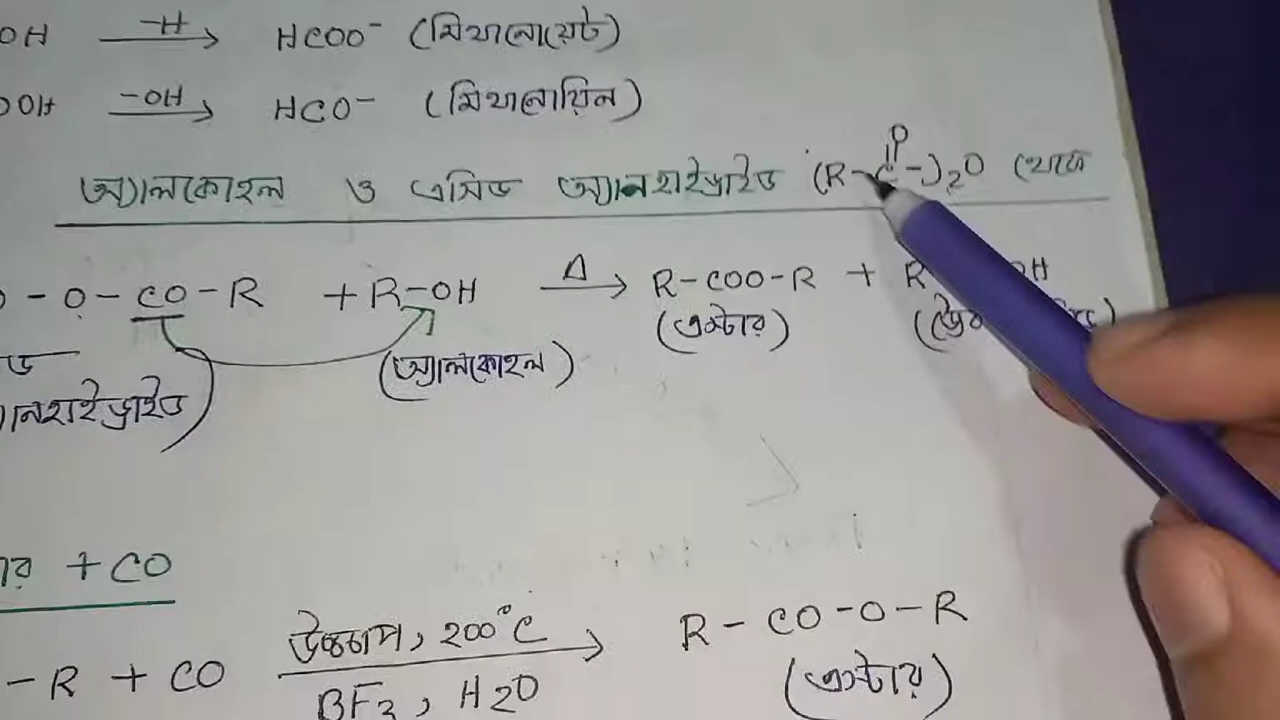 OH —H→ HCOO⁻ (মিথানোয়েট)
OOH —OH→ HCO⁻ (মিথানোয়িল)
অ্যালকোহল ও এসিড অ্যানহাইড্রাইড (R-C-)₂O থেকে
O
- O - CO - R + R-OH Δ→ R-COO-R + R OH
(এস্টার)
(অ্যালকোহল)
ড
্যানহাইড্রাইড)
ার + CO
- R + CO উচ্চচাপ, 200°C → R - CO - O - R
BF₃, H₂O (এস্টার)